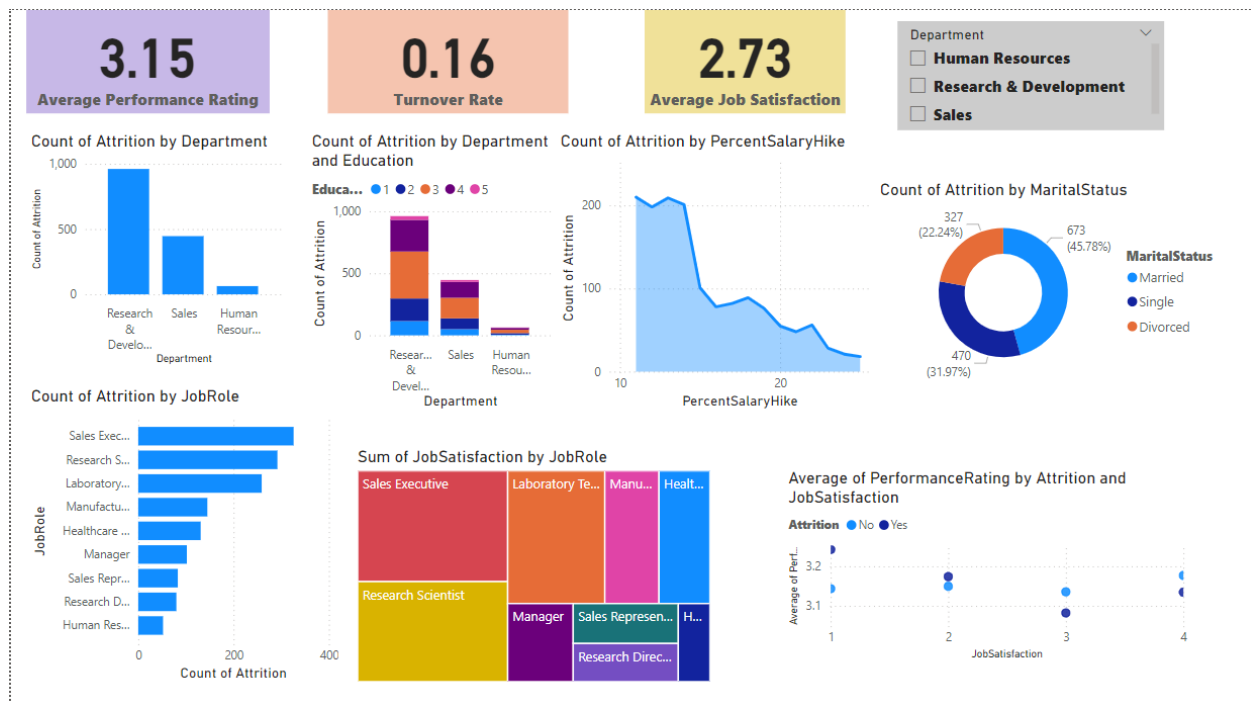 3.15
Average Performance Rating
0.16
Turnover Rate
2.73
Average Job Satisfaction
Department
Human Resources
Research & Development
Sales
Count of Attrition by Department
1,000
500
0
Count of Attrition
Research
&
Develo...
Sales
Human
Resour...
Department
Count of Attrition by Department
and Education
Educa... 1 2 3 4 5
1,000
500
0
Count of Attrition
Resear...
&
Devel...
Sales
Human
Resou...
Department
Count of Attrition by PercentSalaryHike
200
100
0
Count of Attrition
10 20
PercentSalaryHike
Count of Attrition by MaritalStatus
327
(22.24%)
673
(45.78%)
470
(31.97%)
MaritalStatus
Married
Single
Divorced
Count of Attrition by JobRole
JobRole
Sales Exec...
Research S...
Laboratory...
Manufactu...
Healthcare ...
Manager
Sales Repr...
Research D...
Human Res...
0 200 400
Count of Attrition
Sum of JobSatisfaction by JobRole
Sales Executive
Research Scientist
Laboratory Te...
Manu...
Healt...
Manager
Sales Represen...
Research Direc...
H...
Average of PerformanceRating by Attrition and
JobSatisfaction
Attrition No Yes
3.2
3.1
Average of Perf...
1 2 3 4
JobSatisfaction